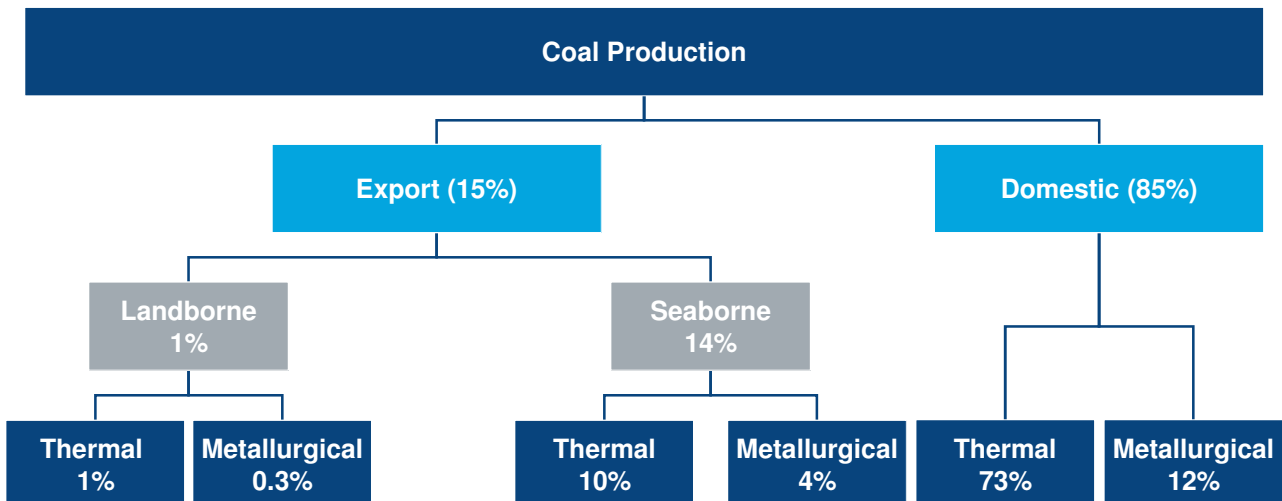 Coal Production
Export (15%)
Domestic (85%)
Landborne
1%
Seaborne
14%
Thermal
1%
Metallurgical
0.3%
Thermal
10%
Metallurgical
4%
Thermal
73%
Metallurgical
12%